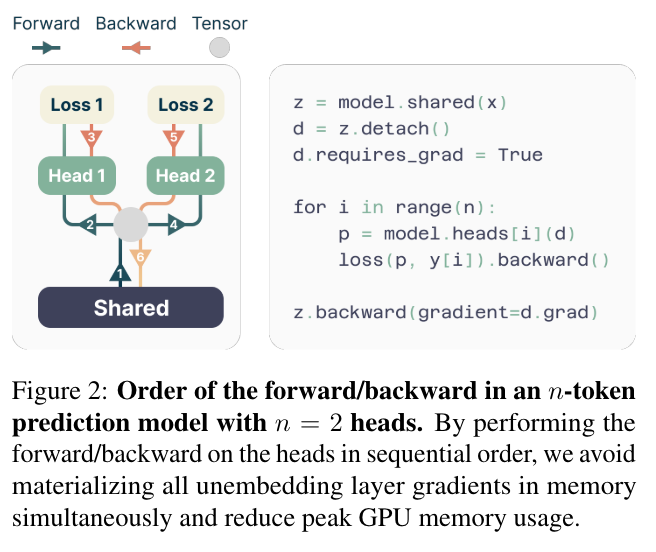 Forward Backward Tensor
Loss 1 Loss 2
3 5
Head 1 Head 2
2 4
1 6
Shared
z = model.shared(x)
d = z.detach()
d.requires_grad = True
for i in range(n):
    p = model.heads[i](d)
    loss(p, y[i]).backward()
z.backward(gradient=d.grad)
Figure 2: Order of the forward/backward in an n-token
prediction model with n = 2 heads. By performing the
forward/backward on the heads in sequential order, we avoid
materializing all unembedding layer gradients in memory
simultaneously and reduce peak GPU memory usage.